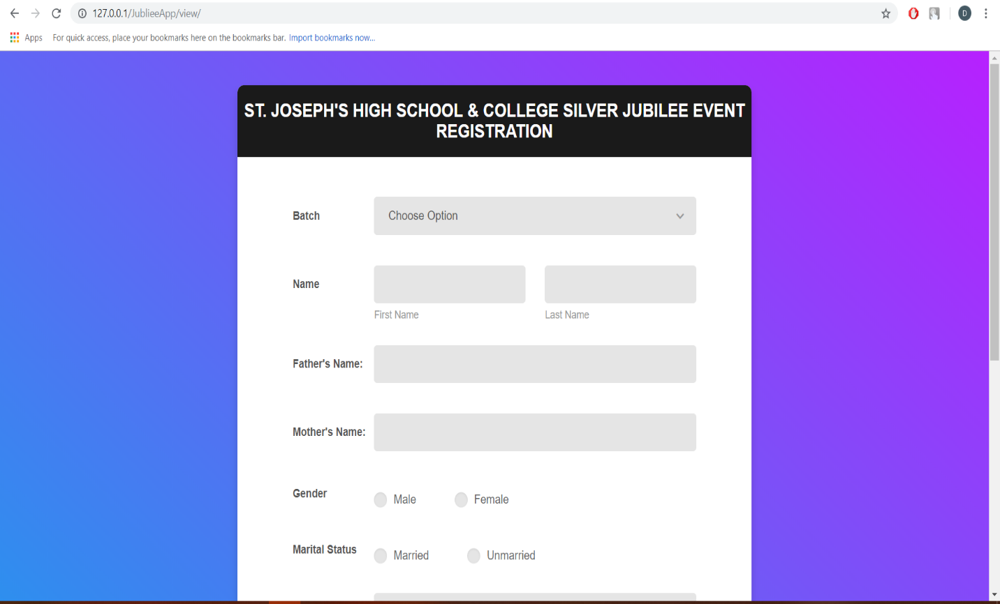 127.0.0.1/JublieeApp/view/
D
Apps For quick access, place your bookmarks here on the bookmarks bar. Import bookmarks now...
ST. JOSEPH'S HIGH SCHOOL & COLLEGE SILVER JUBILEE EVENT
REGISTRATION
Batch Choose Option
Name
First Name Last Name
Father's Name:
Mother's Name:
Gender Male Female
Marital Status Married Unmarried